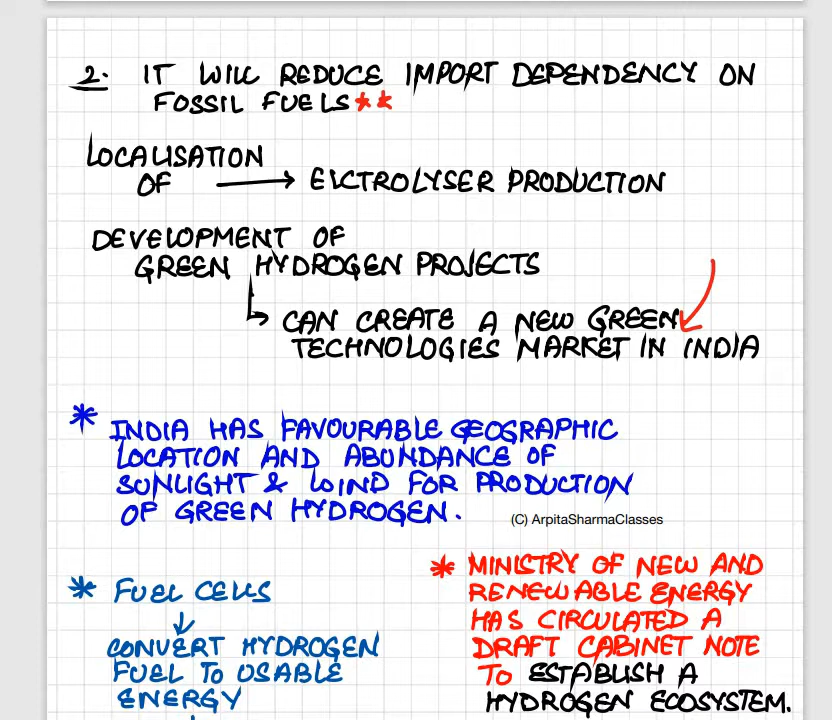 2. IT WILL REDUCE IMPORT DEPENDENCY ON
FOSSIL FUELS**
LOCALISATION
OF → ElCTROLYSER PRODUCTION
DEVELOPMENT OF
GREEN HYDROGEN PROJECTS
↳ CAN CREATE A NEW GREEN
TECHNOLOGIES MARKET IN INDIA
* INDIA HAS FAVOURABLE GEOGRAPHIC
LOCATION AND ABUNDANCE OF
SUNLIGHT & WIND FOR PRODUCTION
OF GREEN HYDROGEN.
(C) ArpitaSharmaClasses
* FUEL CELLS
↓
CONVERT HYDROGEN
FUEL TO USABLE
ENERGY
* MINISTRY OF NEW AND
RENEWABLE ENERGY
HAS CIRCULATED A
DRAFT CABINET NOTE
TO ESTABLISH A
HYDROGEN ECOSYSTEM.